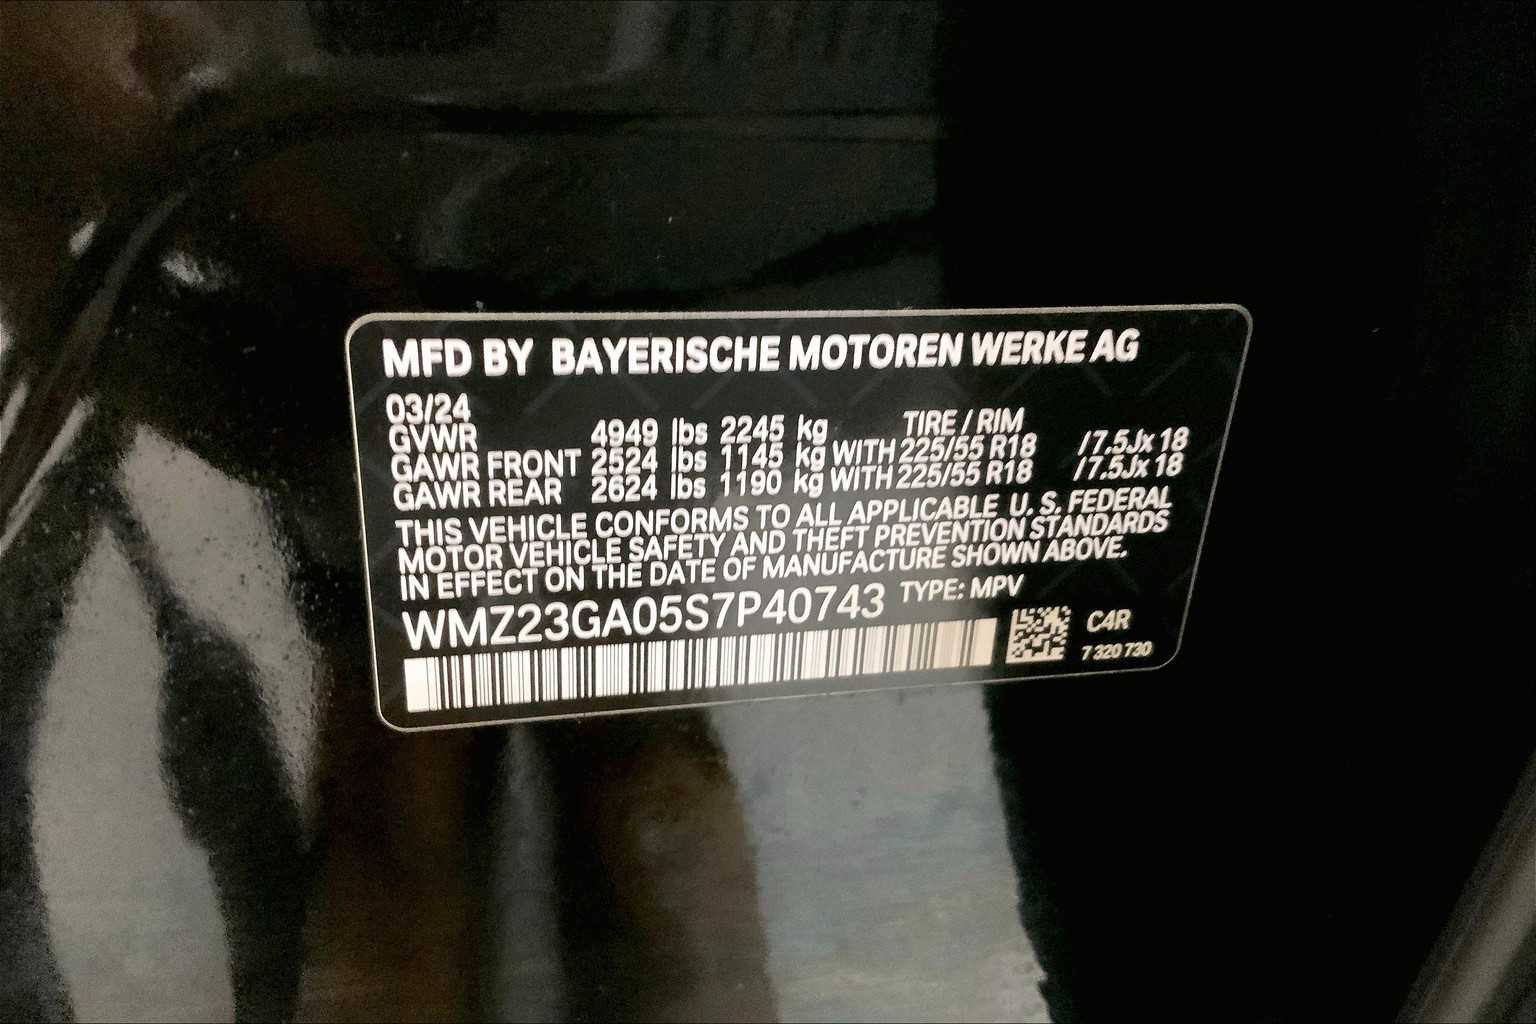 MFD BY BAYERISCHE MOTOREN WERKE AG
03/24 TIRE / RIM
GVWR 4949 lbs 2245 kg
GAWR FRONT 2524 lbs 1145 kg WITH 225/55 R18 /7.5Jx 18
GAWR REAR 2624 lbs 1190 kg WITH 225/55 R18 /7.5Jx 18
THIS VEHICLE CONFORMS TO ALL APPLICABLE U. S. FEDERAL
MOTOR VEHICLE SAFETY AND THEFT PREVENTION STANDARDS
IN EFFECT ON THE DATE OF MANUFACTURE SHOWN ABOVE.
WMZ23GA05S7P40743 TYPE: MPV
C4R
7 320 730